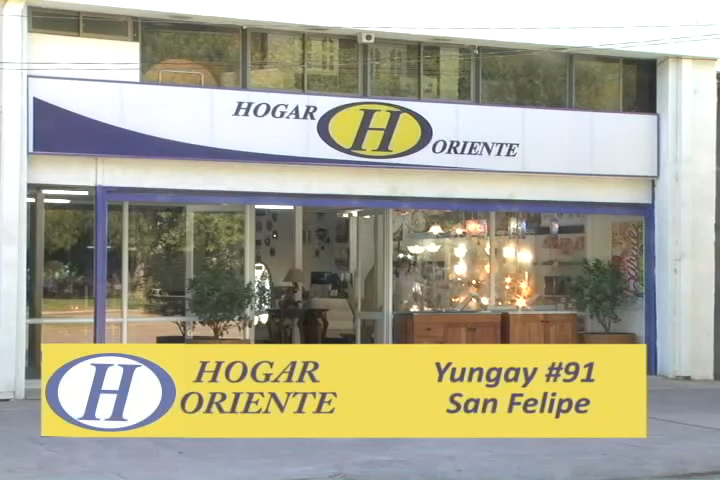 HOGAR
H
ORIENTE
H
HOGAR
ORIENTE
Yungay #91
San Felipe